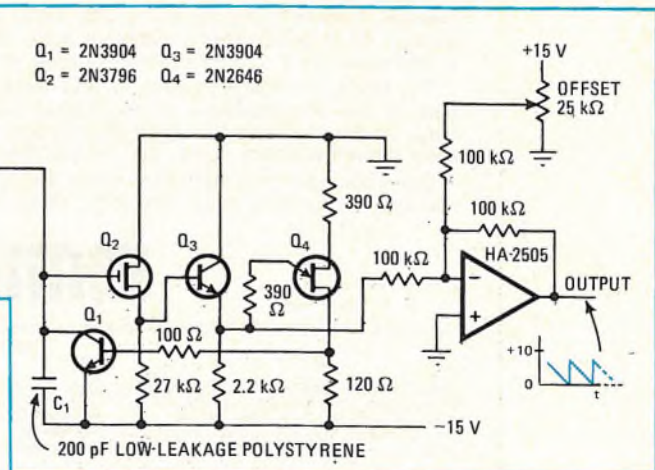 Q₁ = 2N3904 Q₃ = 2N3904
Q₂ = 2N3796 Q₄ = 2N2646
+15 V
OFFSET
25 kΩ
100 kΩ
390 Ω
100 kΩ
Q₂
Q₃
Q₄
100 kΩ
HA-2505
390
Ω
OUTPUT
Q₁
100 Ω
+10
0
t
C₁
27 kΩ
2.2 kΩ
120 Ω
−15 V
200 pF LOW-LEAKAGE POLYSTYRENE